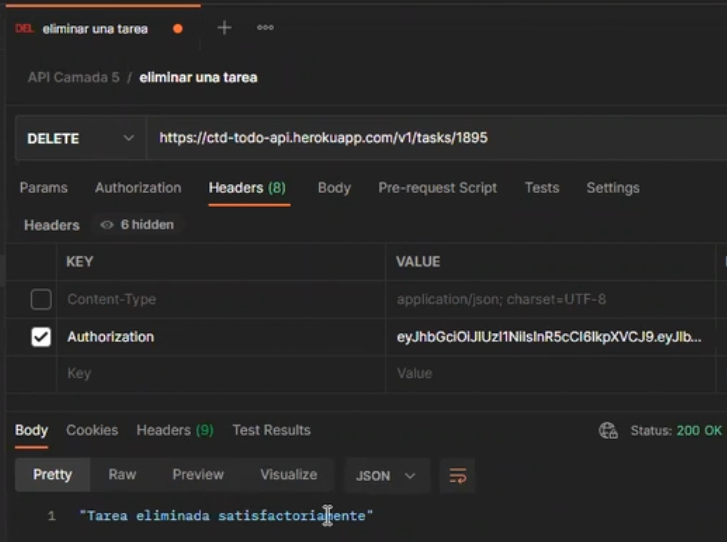 DEL eliminar una tarea
API Camada 5 / eliminar una tarea
DELETE https://ctd-todo-api.herokuapp.com/v1/tasks/1895
Params Authorization Headers (8) Body Pre-request Script Tests Settings
Headers 6 hidden
KEY VALUE
Content-Type application/json; charset=UTF-8
Authorization eyJhbGciOiJIUzI1NiIsInR5cCI6IkpXVCJ9.eyJlb...
Key Value
Body Cookies Headers (9) Test Results Status: 200 OK
Pretty Raw Preview Visualize JSON
1 "Tarea eliminada satisfactoriamente"